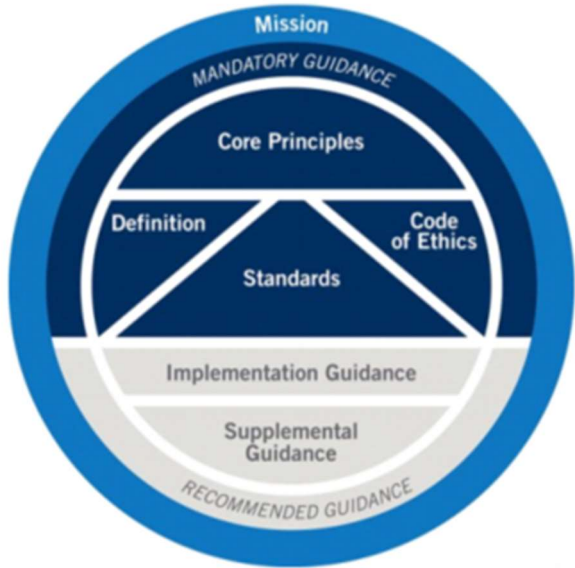 Mission
MANDATORY GUIDANCE
Core Principles
Definition
Code
of Ethics
Standards
Implementation Guidance
Supplemental
Guidance
RECOMMENDED GUIDANCE